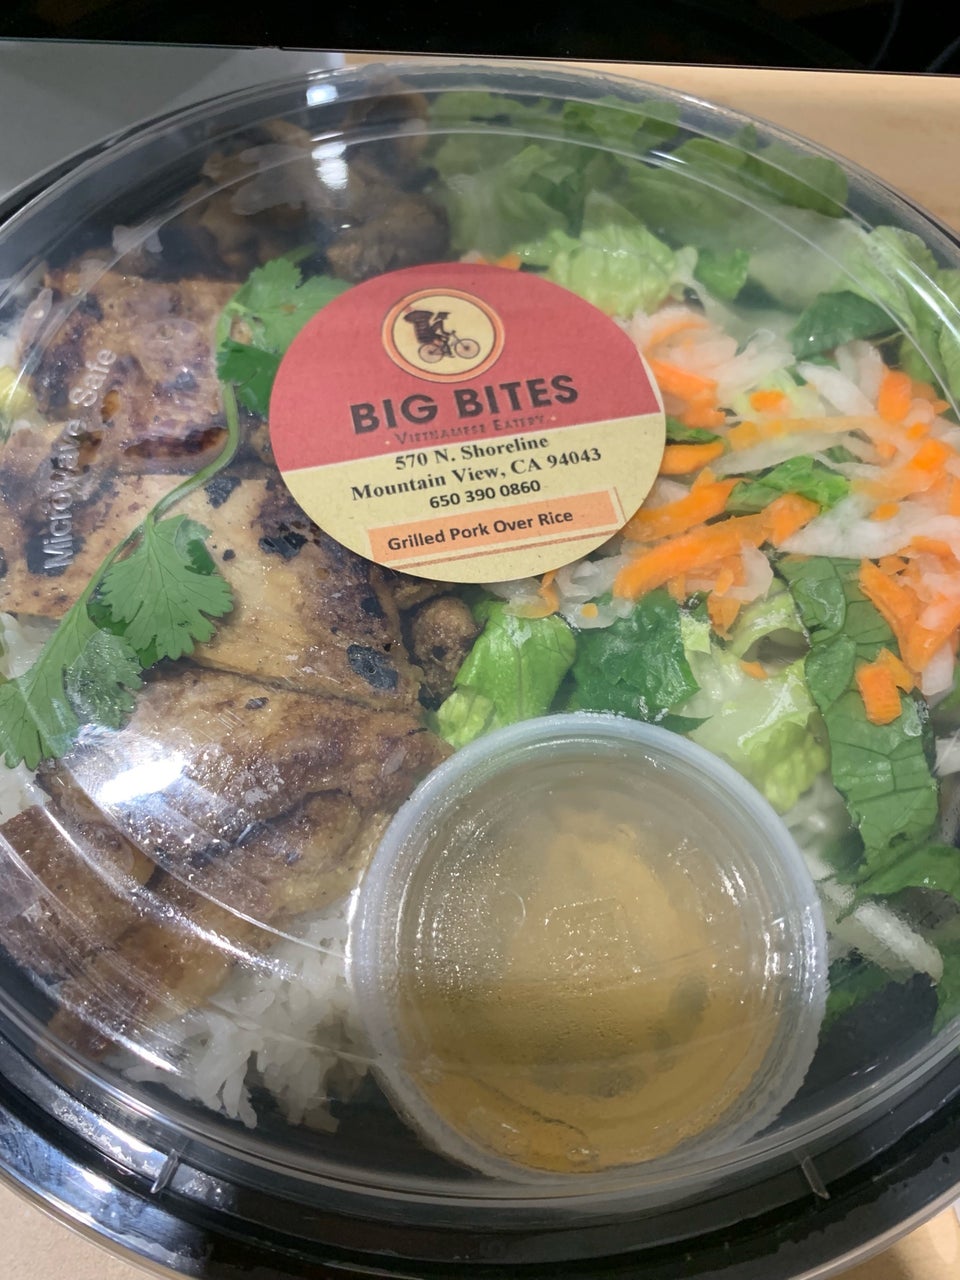 BIG BITES
· VIETNAMESE EATERY ·
570 N. Shoreline
Mountain View, CA 94043
650 390 0860
Grilled Pork Over Rice
Microwave Safe